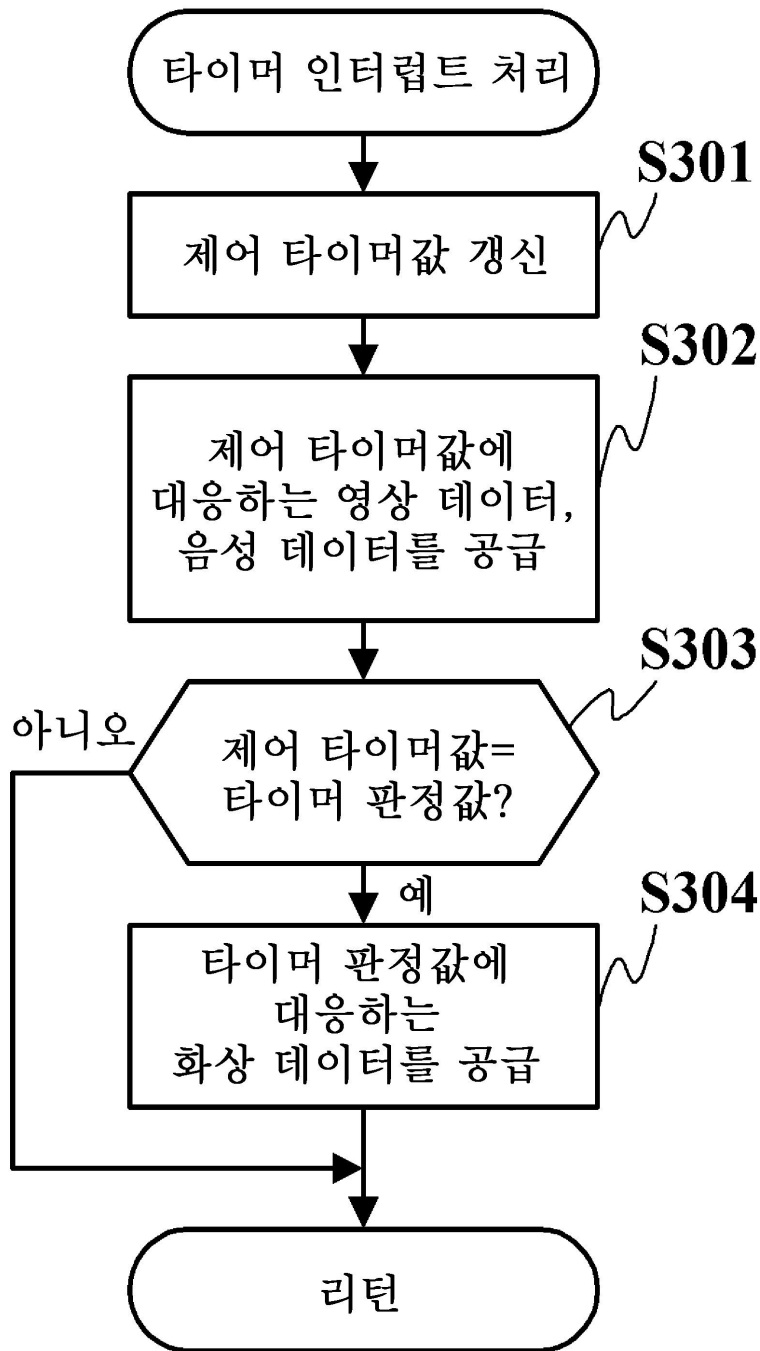 타이머 인터럽트 처리
S301
제어 타이머값 갱신
S302
제어 타이머값에
대응하는 영상 데이터,
음성 데이터를 공급
S303
아니오
제어 타이머값=
타이머 판정값?
예
S304
타이머 판정값에
대응하는
화상 데이터를 공급
리턴